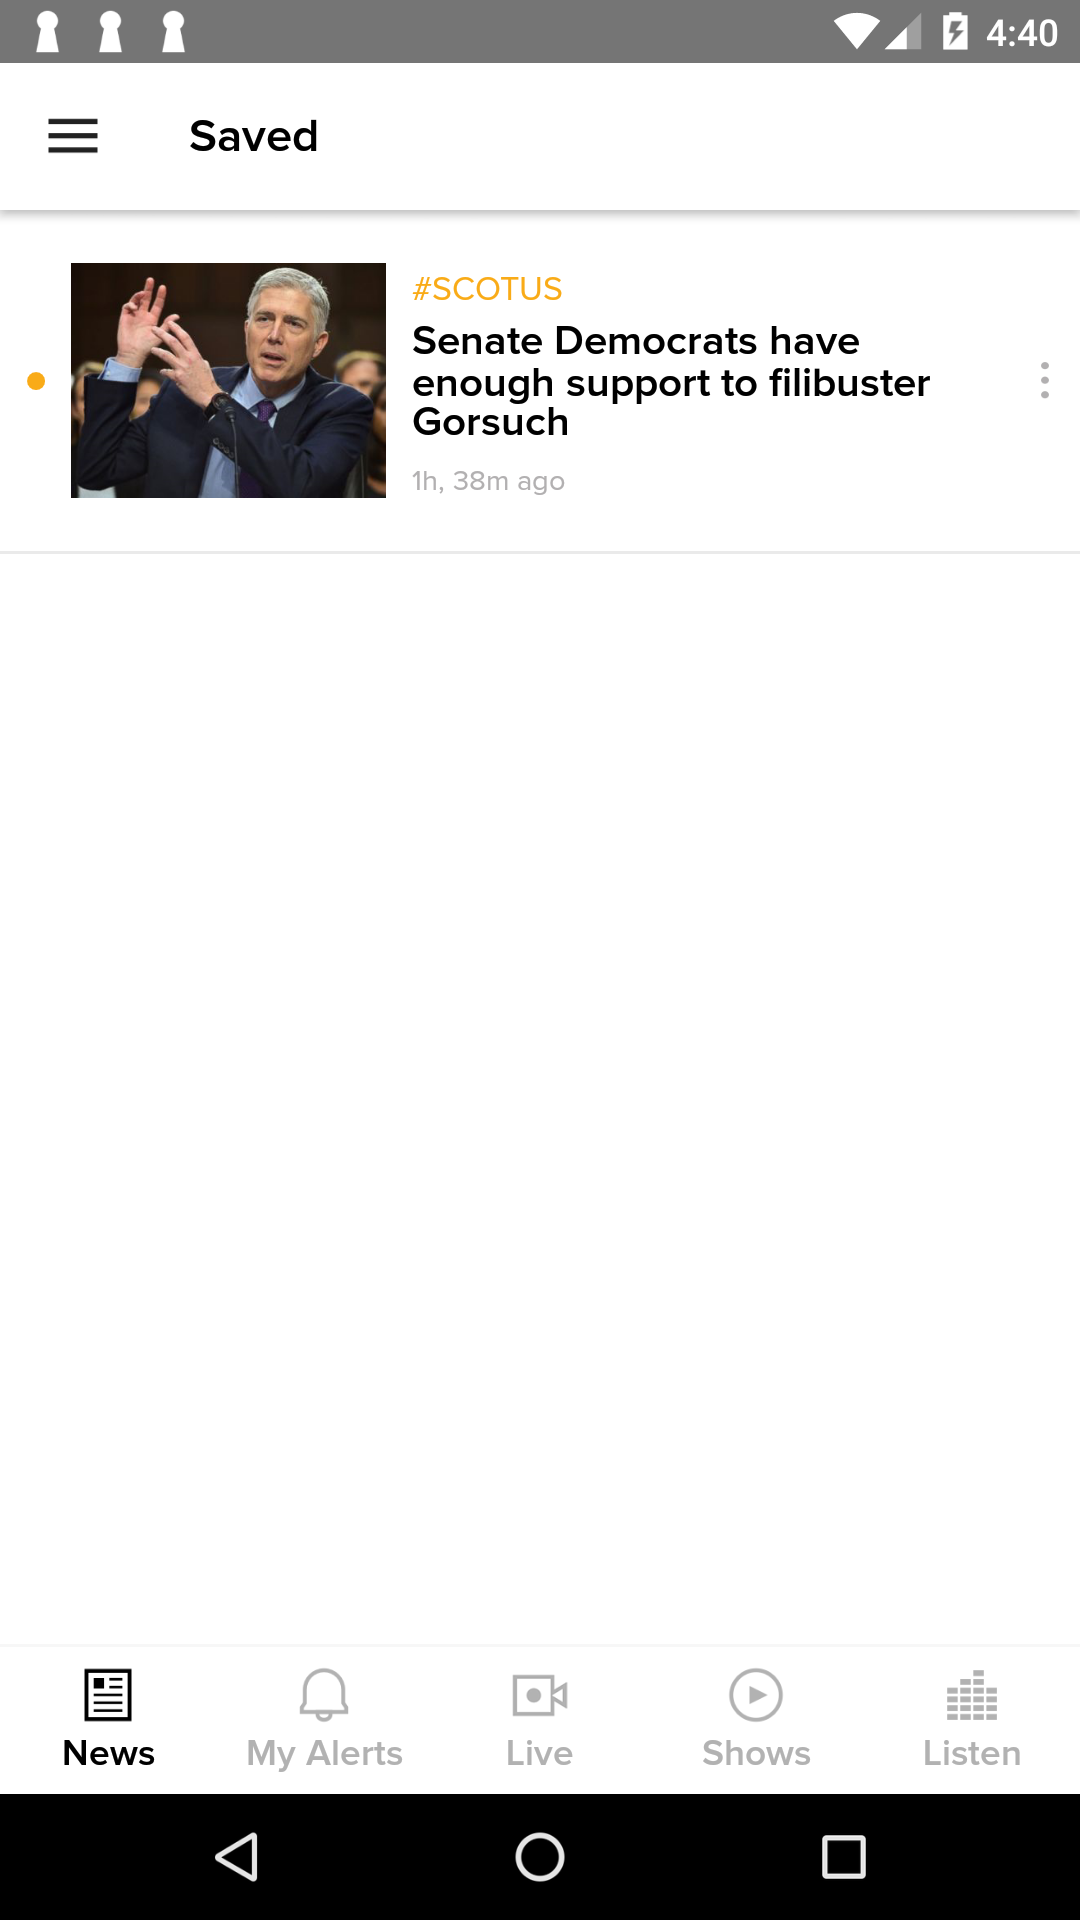 4:40
Saved
#SCOTUS
Senate Democrats have
enough support to filibuster
Gorsuch
1h, 38m ago
News
My Alerts
Live
Shows
Listen